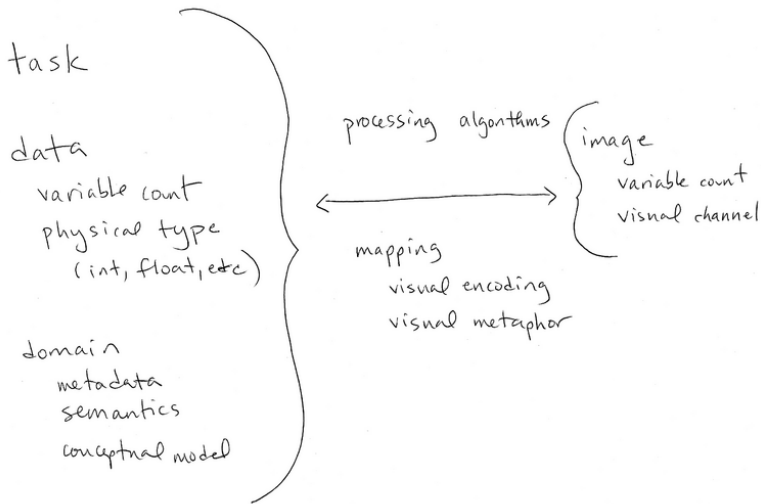 task
data
variable count
physical type
(int, float, etc)
domain
metadata
semantics
conceptual model
processing algorithms
mapping
visual encoding
visual metaphor
image
variable count
visual channel